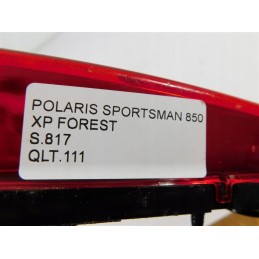 POLARIS SPORTSMAN 850
XP FOREST
S.817
QLT.111